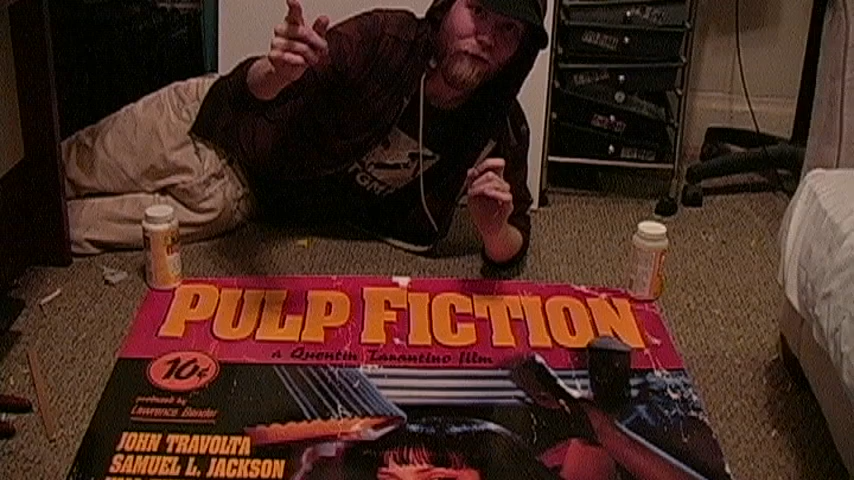 PULP FICTION
a Quentin Tarantino film
10¢
produced by
Lawrence Bender
JOHN TRAVOLTA
SAMUEL L. JACKSON